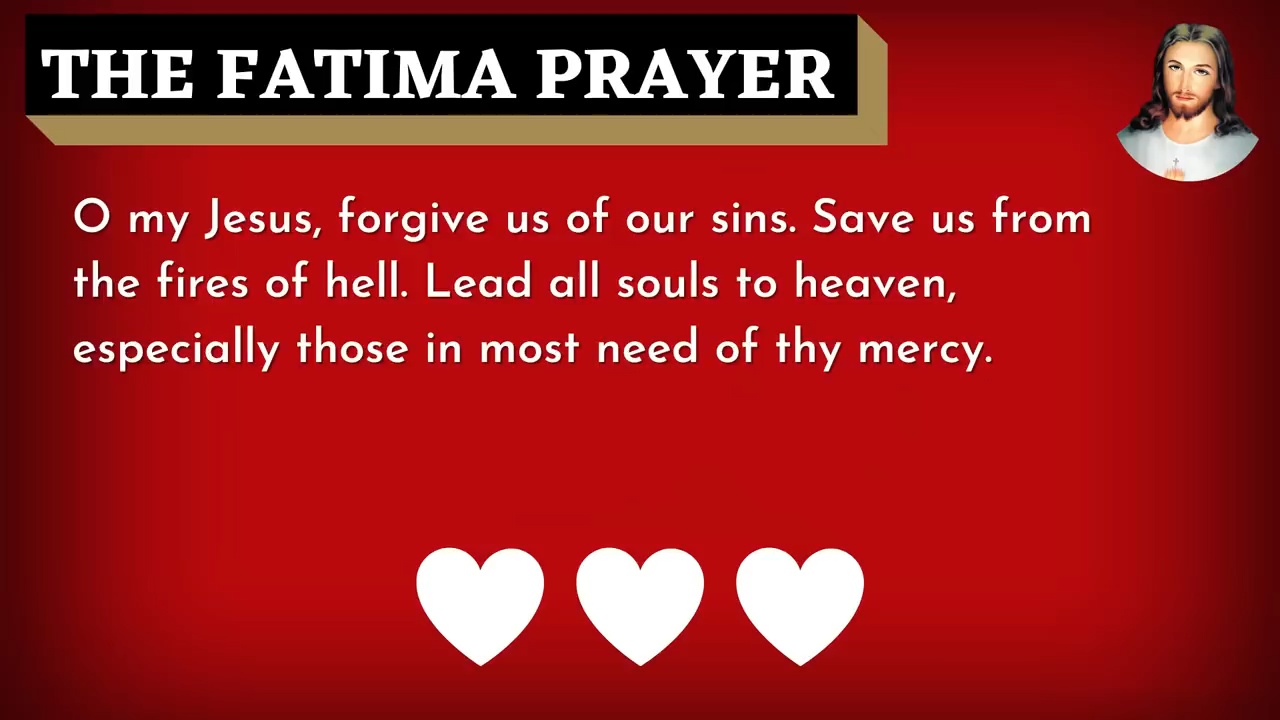 THE FATIMA PRAYER
O my Jesus, forgive us of our sins. Save us from
the fires of hell. Lead all souls to heaven,
especially those in most need of thy mercy.